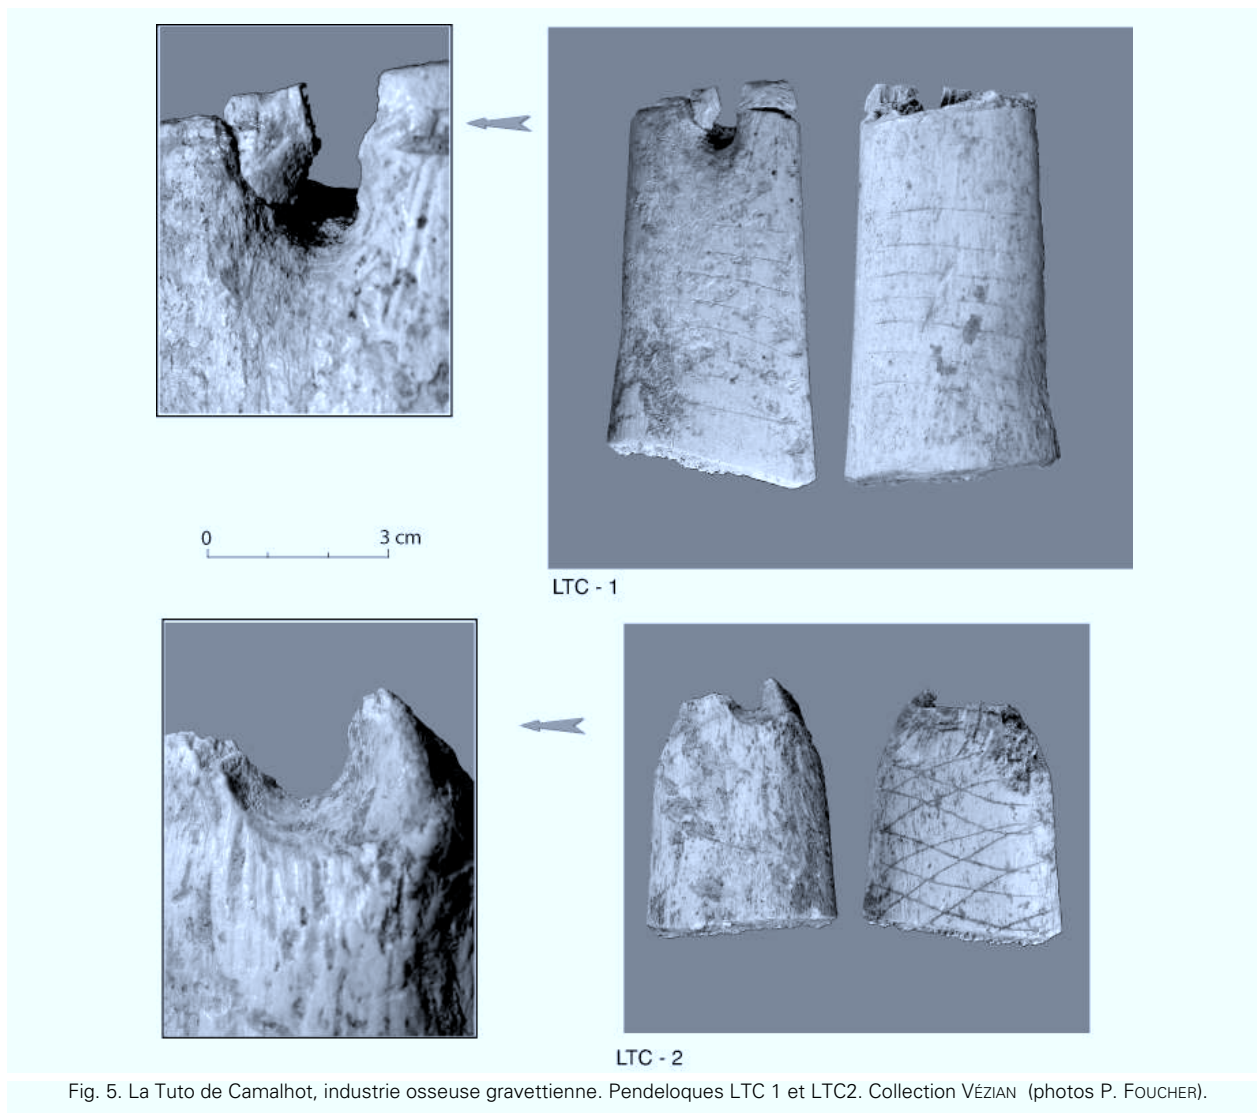 0 3 cm
LTC - 1
LTC - 2
Fig. 5. La Tuto de Camalhot, industrie osseuse gravettienne. Pendeloques LTC 1 et LTC2. Collection VÉZIAN (photos P. FOUCHER).